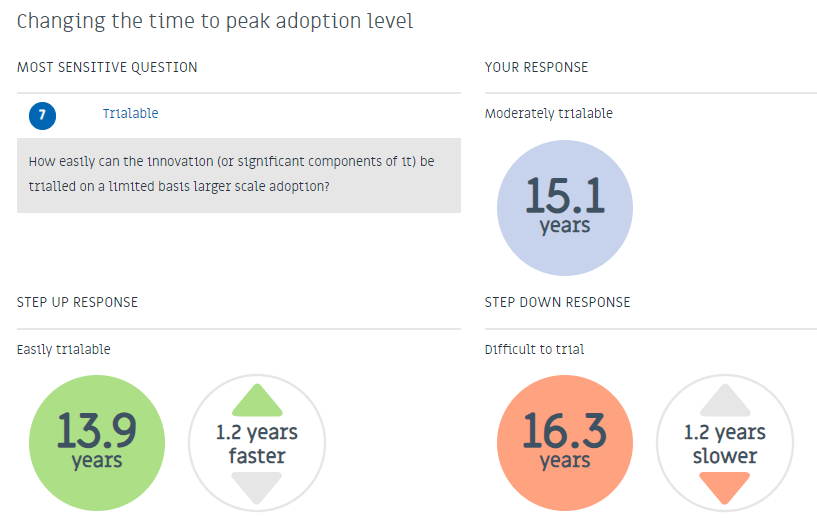 Changing the time to peak adoption level
MOST SENSITIVE QUESTION
7 Trialable
How easily can the innovation (or significant components of it) be
trialled on a limited basis larger scale adoption?
YOUR RESPONSE
Moderately trialable
15.1
years
STEP UP RESPONSE
Easily trialable
13.9
years
1.2 years
faster
STEP DOWN RESPONSE
Difficult to trial
16.3
years
1.2 years
slower